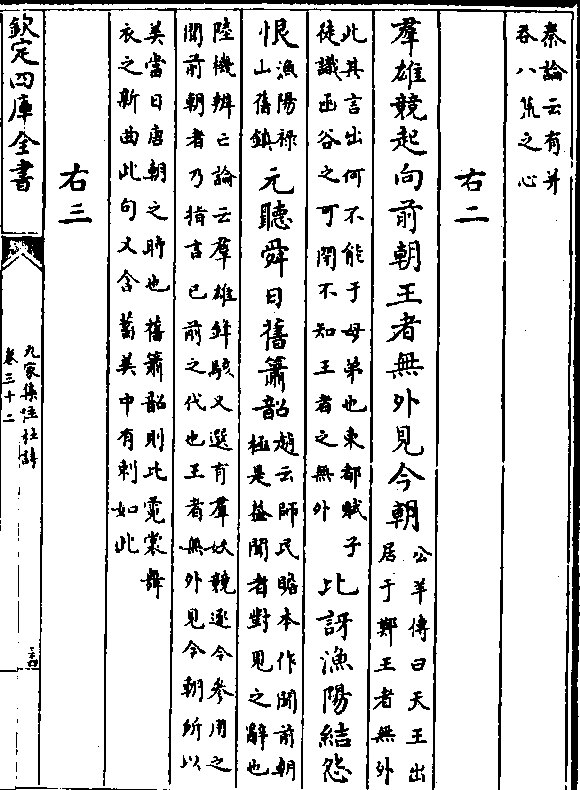 秦論云有并
吞八荒之心
右二
羣雄競起向前朝王者無外見今朝
公羊傳曰天王出
居于鄭王者無外
此其言出何不能于母弟也東都賦子
徒識函谷之可關不知王者之無外
比訝漁陽結怨
恨
漁陽祿
山舊鎮
元聽舜日舊簫韶
趙云師民瞻本作聞前朝
極是蓋聞者對見之辭也
陸機辨亡論云羣雄鋒駭又選有羣妖競逐今參用之
聞前朝者乃指言已前之代也王者無外見今朝所以
美當日唐朝之時也舊簫韶則比霓裳舞
衣之新曲此句又含蓄美中有刺如此
右三
欽定四庫全書
九家集注杜詩
卷三十二